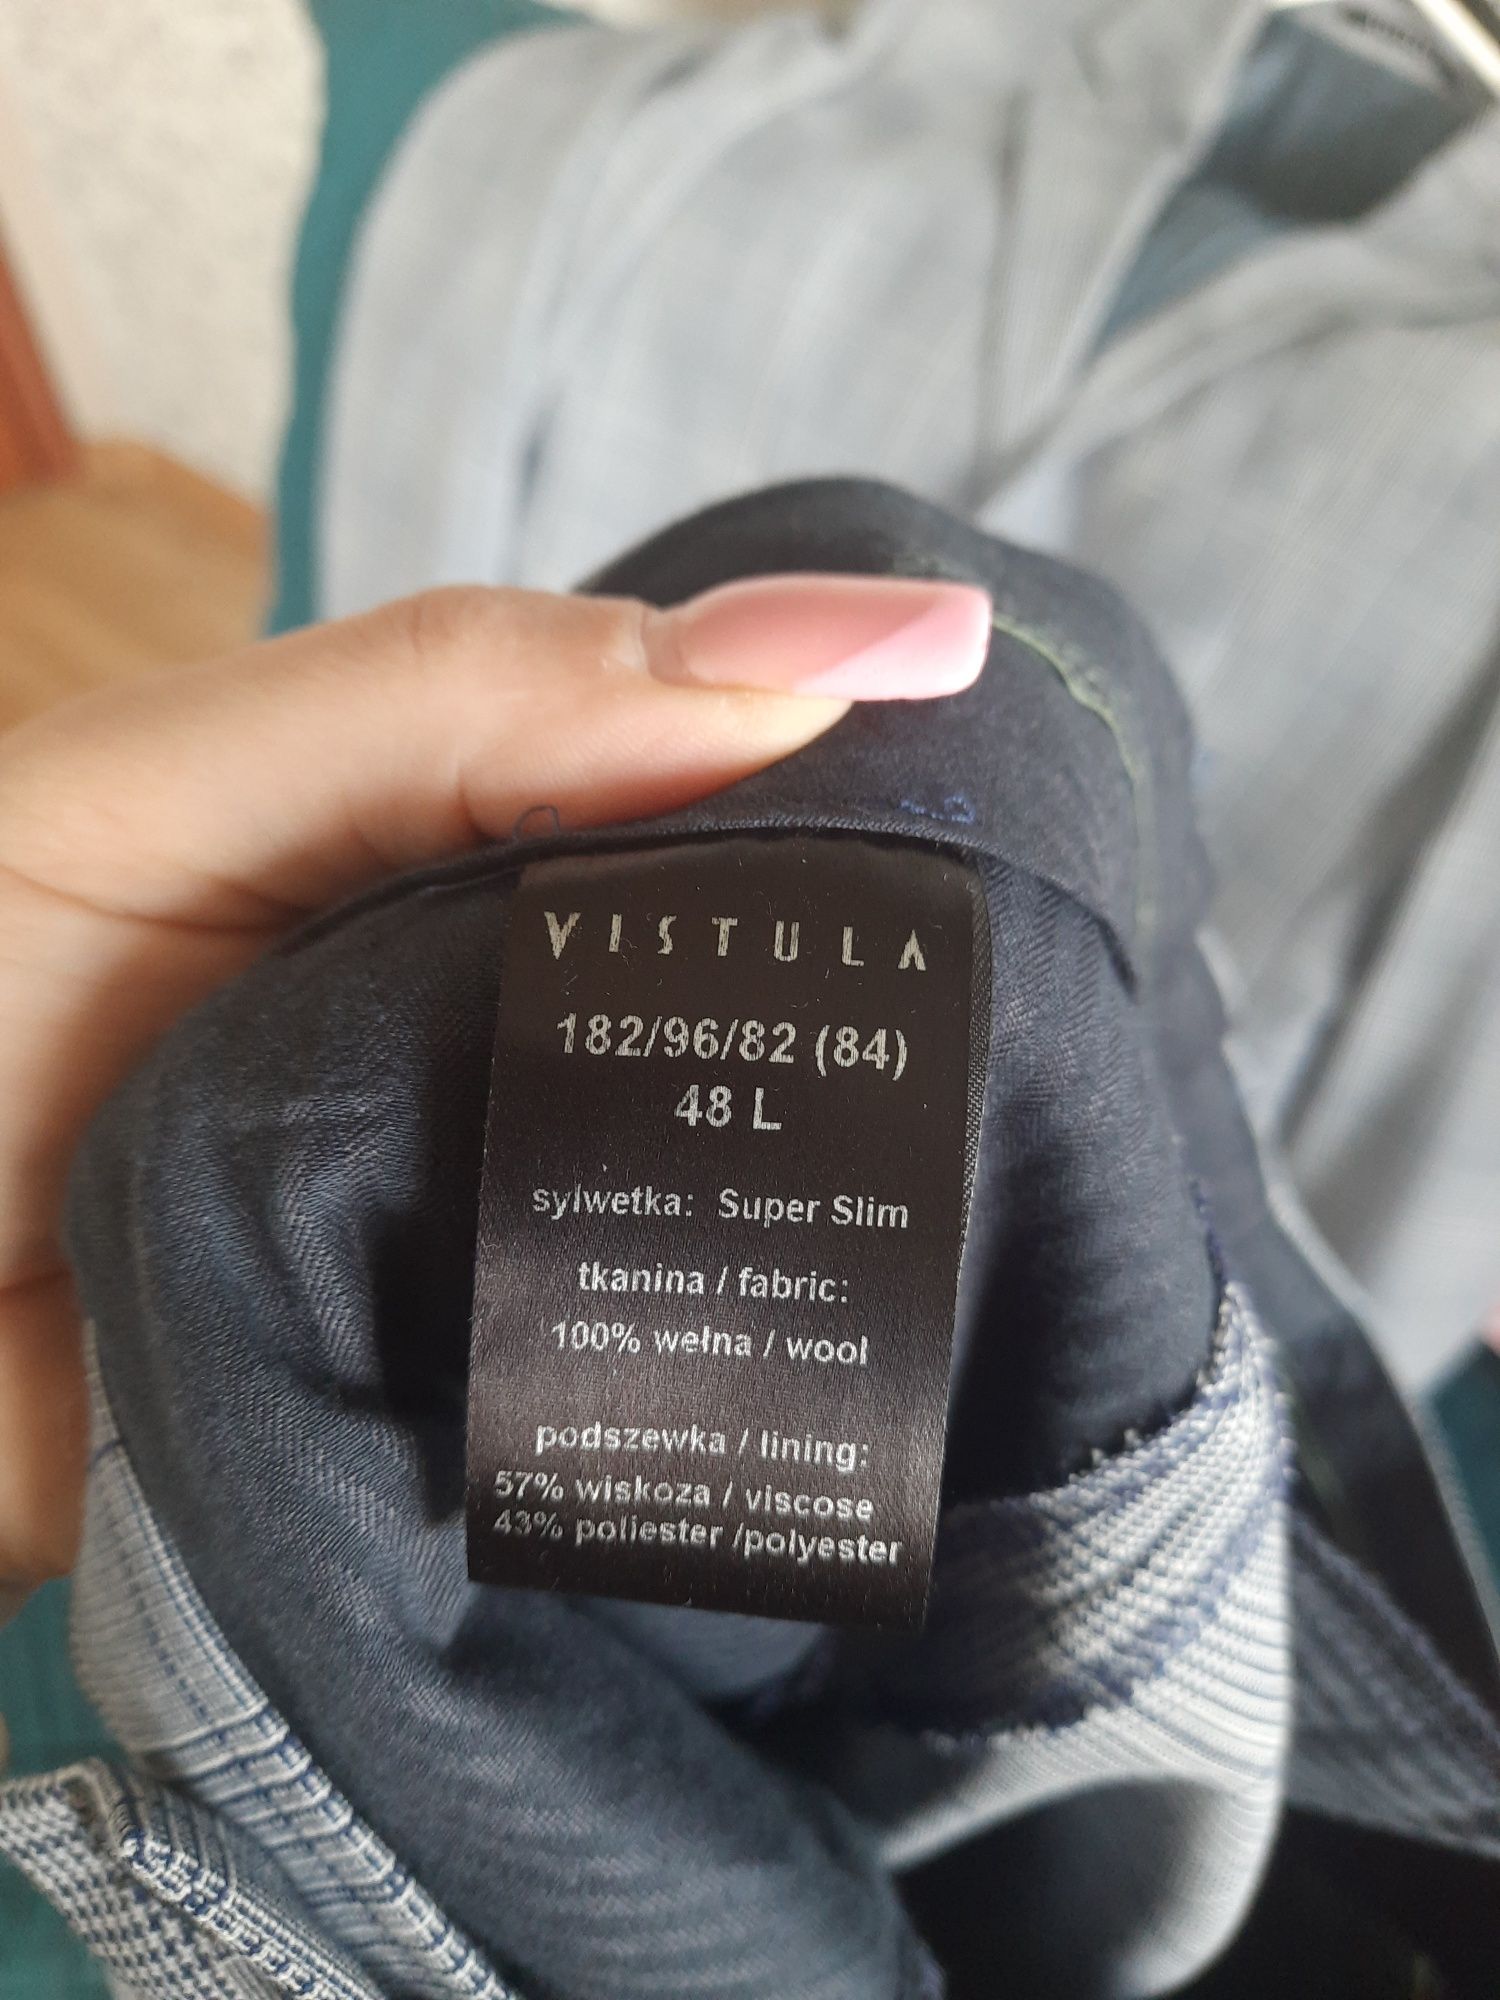 VISTULA
182/96/82 (84)
48 L
sylwetka: Super Slim
tkanina / fabric:
100% wełna / wool
podszewka / lining:
57% wiskoza / viscose
43% poliester /polyester